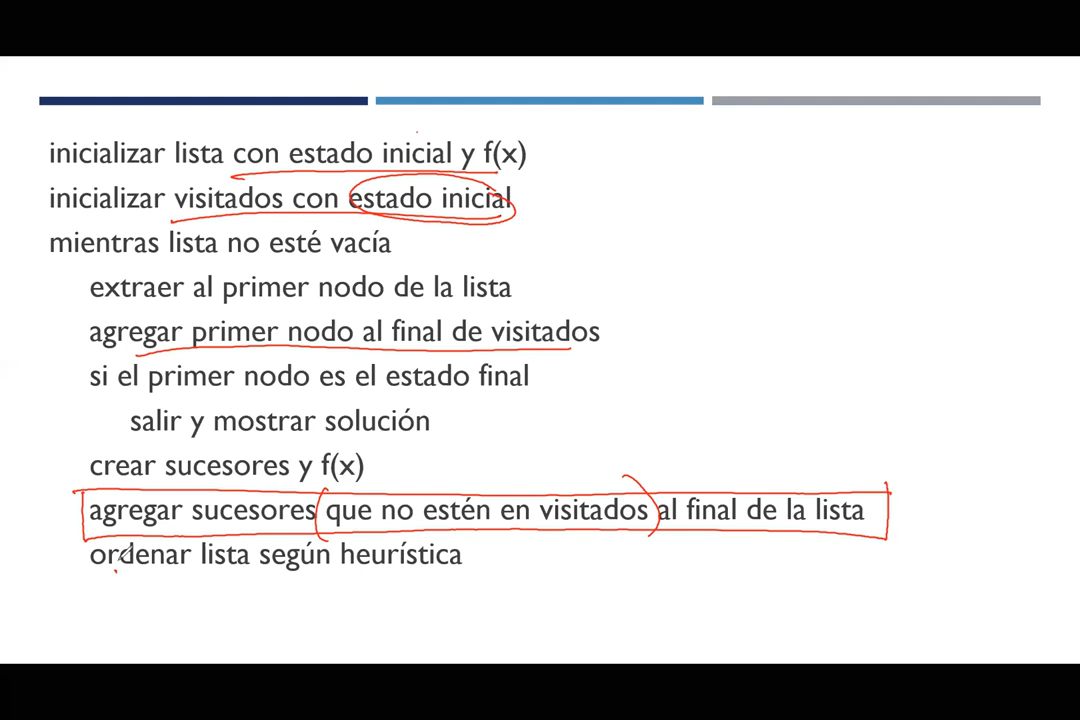 inicializar lista con estado inicial y f(x)
inicializar visitados con estado inicial
mientras lista no esté vacía
extraer al primer nodo de la lista
agregar primer nodo al final de visitados
si el primer nodo es el estado final
salir y mostrar solución
crear sucesores y f(x)
agregar sucesores que no estén en visitados al final de la lista
ordenar lista según heurística